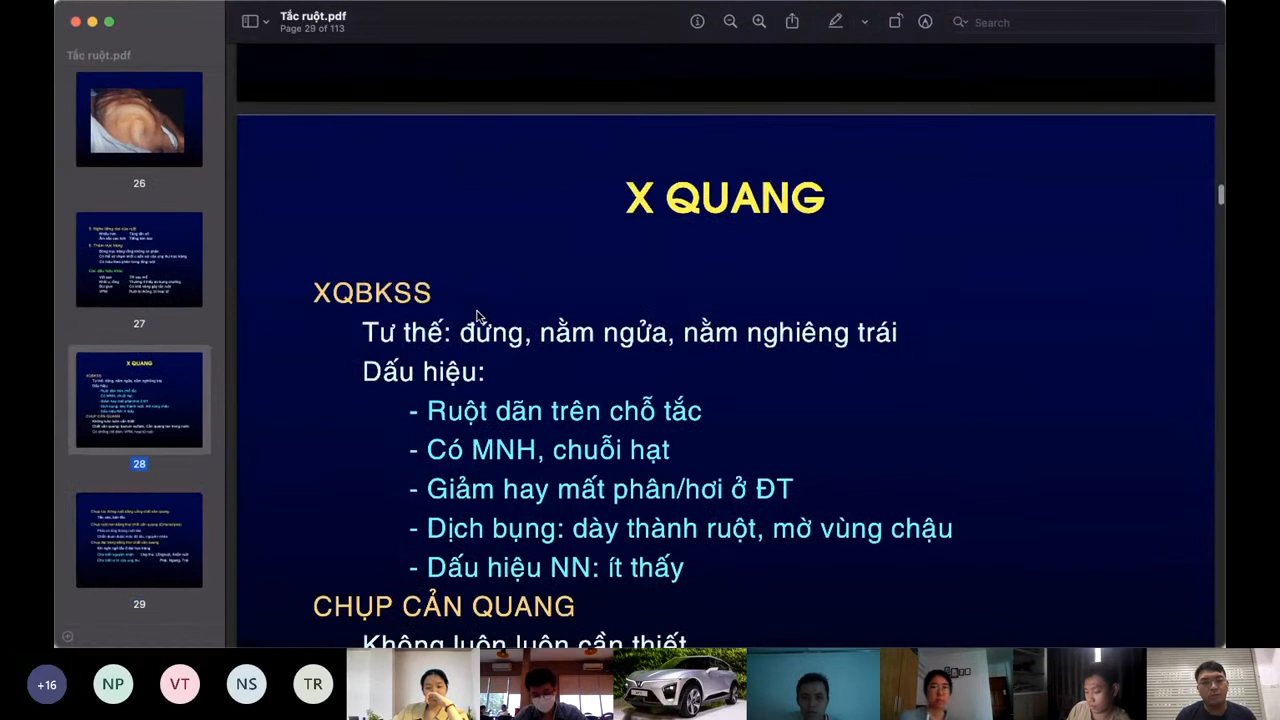 Tắc ruột.pdf
Page 29 of 113
Search
Tắc ruột.pdf
26
27
28
29
X QUANG
XQBKSS
Tư thế: đứng, nằm ngửa, nằm nghiêng trái
Dấu hiệu:
- Ruột dãn trên chỗ tắc
- Có MNH, chuỗi hạt
- Giảm hay mất phân/hơi ở ĐT
- Dịch bụng: dày thành ruột, mờ vùng chậu
- Dấu hiệu NN: ít thấy
CHỤP CẢN QUANG
Không luôn luôn cần thiết
+16
NP
VT
NS
TR